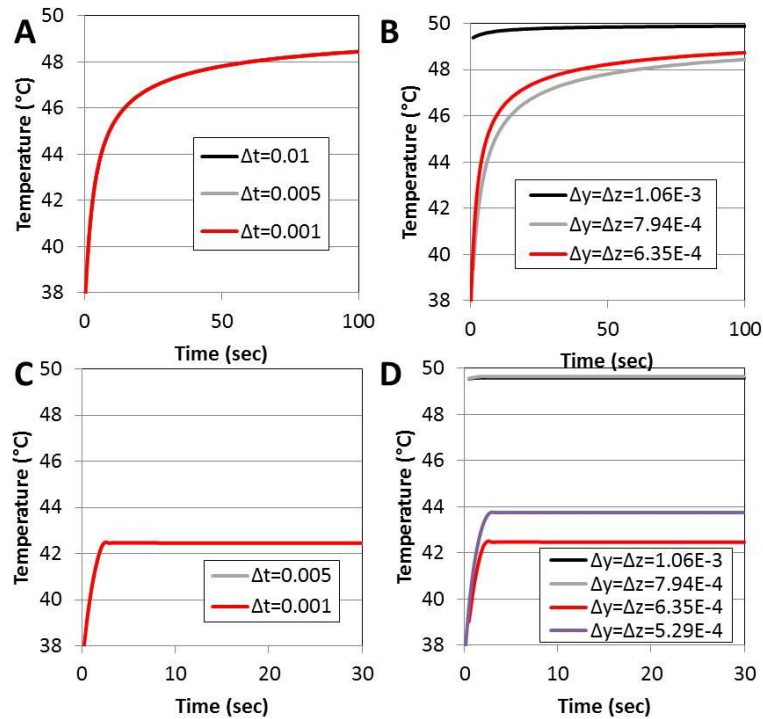 A
Temperature (°C)
50
48
46
44
42
40
38
Δt=0.01
Δt=0.005
Δt=0.001
0
50
100
Time (sec)
B
Temperature (°C)
50
48
46
44
42
40
38
Δy=Δz=1.06E-3
Δy=Δz=7.94E-4
Δy=Δz=6.35E-4
0
50
100
Time (sec)
C
Temperature (°C)
50
48
46
44
42
40
38
Δt=0.005
Δt=0.001
0
10
20
30
Time (sec)
D
Temperature (°C)
50
48
46
44
42
40
38
Δy=Δz=1.06E-3
Δy=Δz=7.94E-4
Δy=Δz=6.35E-4
Δy=Δz=5.29E-4
0
10
20
30
Time (sec)